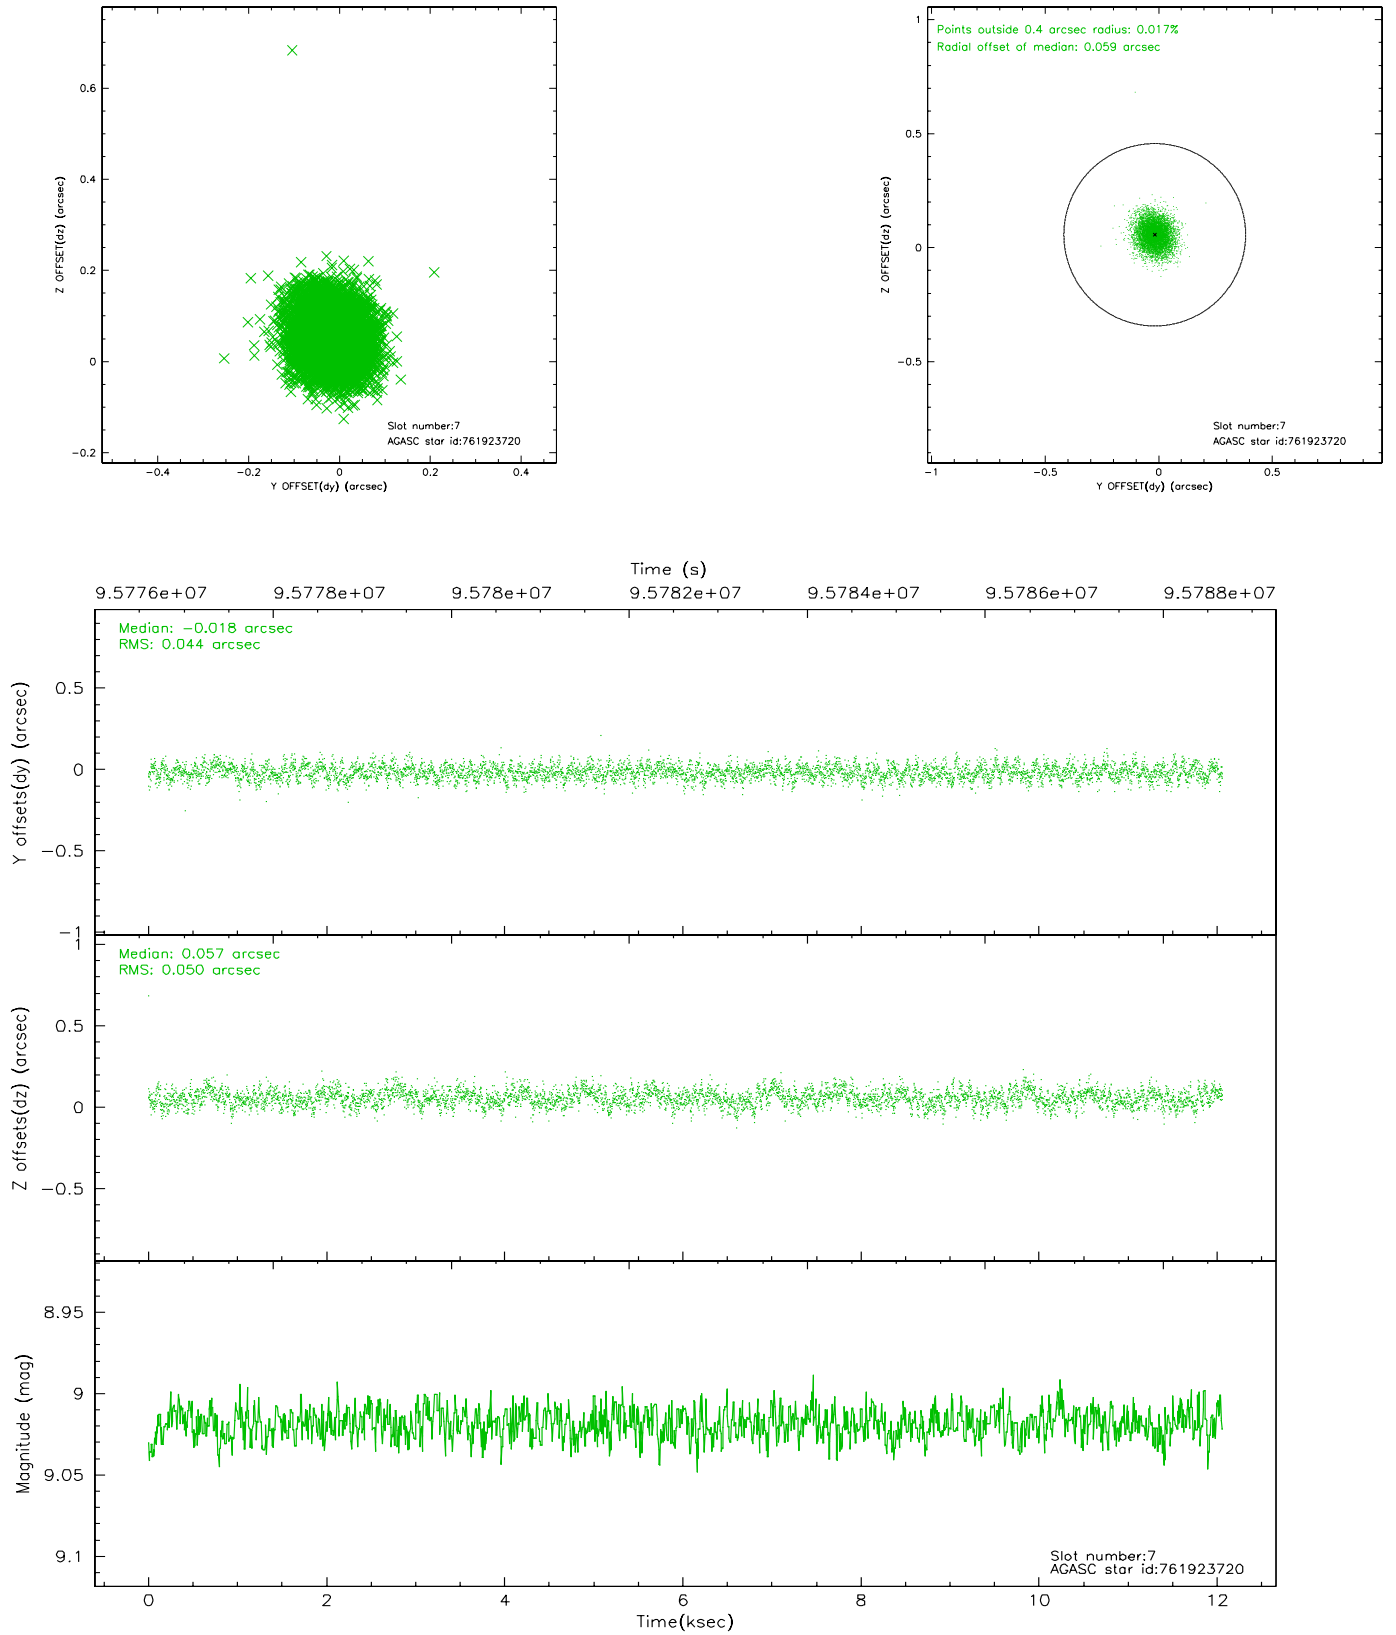 0.6
0.4
0.2
0
−0.2
Z OFFSET(dz) (arcsec)
−0.4
−0.2
0
0.2
0.4
Y OFFSET(dy) (arcsec)
Slot number:7
AGASC star id:761923720
Points outside 0.4 arcsec radius: 0.017%
Radial offset of median: 0.059 arcsec
1
0.5
0
−0.5
Z OFFSET(dz) (arcsec)
−1
−0.5
0
0.5
Y OFFSET(dy) (arcsec)
Slot number:7
AGASC star id:761923720
Time (s)
9.5776e+07
9.5778e+07
9.578e+07
9.5782e+07
9.5784e+07
9.5786e+07
9.5788e+07
Median: −0.018 arcsec
RMS: 0.044 arcsec
0.5
0
−0.5
−1
Y offsets(dy) (arcsec)
Median: 0.057 arcsec
RMS: 0.050 arcsec
1
0.5
0
−0.5
Z offsets(dz) (arcsec)
8.95
9
9.05
9.1
Magnitude (mag)
Slot number:7
AGASC star id:761923720
0
2
4
6
8
10
12
Time(ksec)